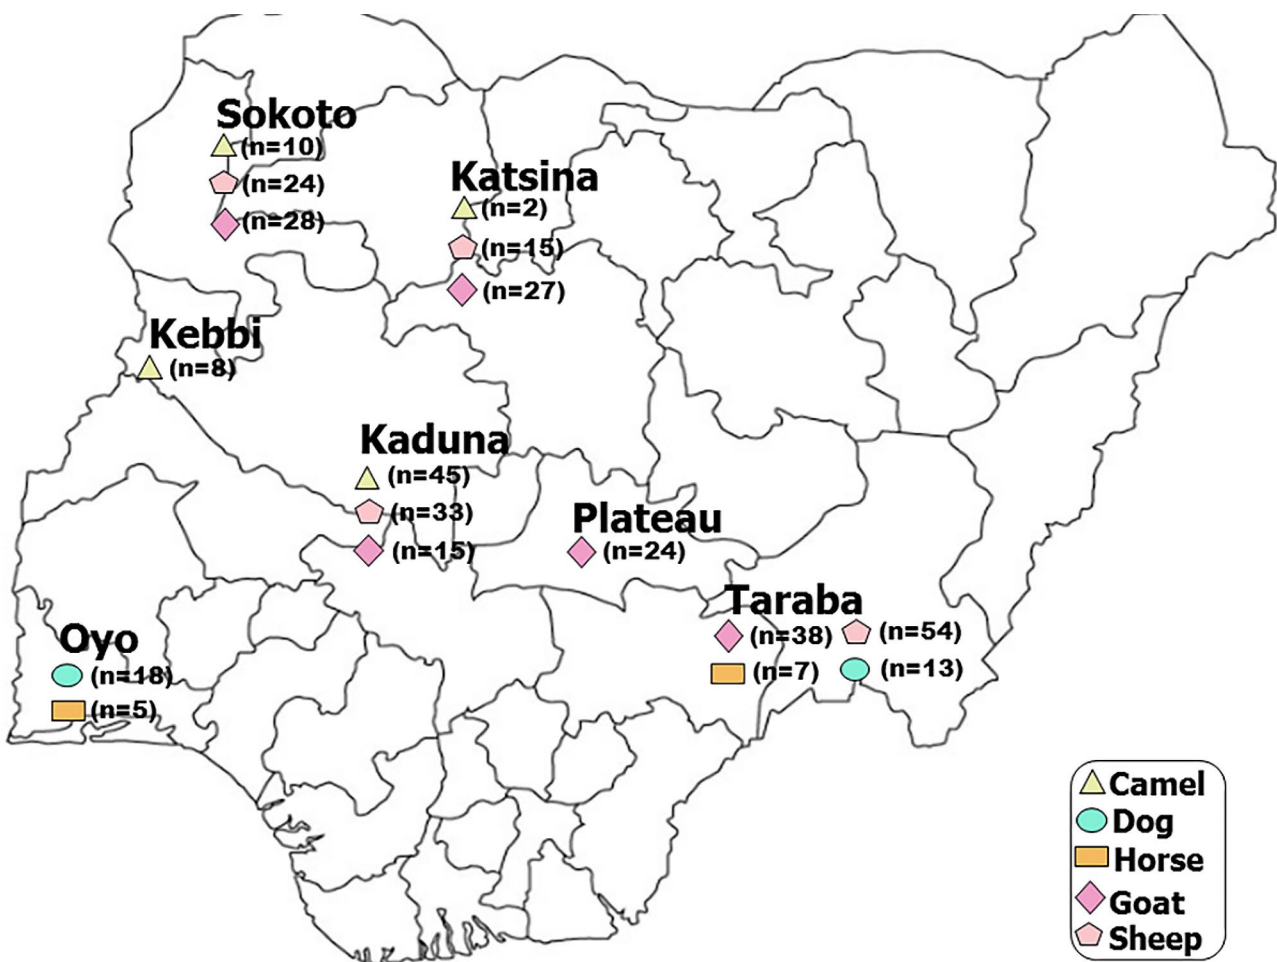 Sokoto
(n=10)
(n=24)
(n=28)
Katsina
(n=2)
(n=15)
(n=27)
Kebbi
(n=8)
Kaduna
(n=45)
(n=33)
(n=15)
Plateau
(n=24)
Taraba
(n=38) (n=54)
(n=7) (n=13)
Oyo
(n=18)
(n=5)
Camel
Dog
Horse
Goat
Sheep